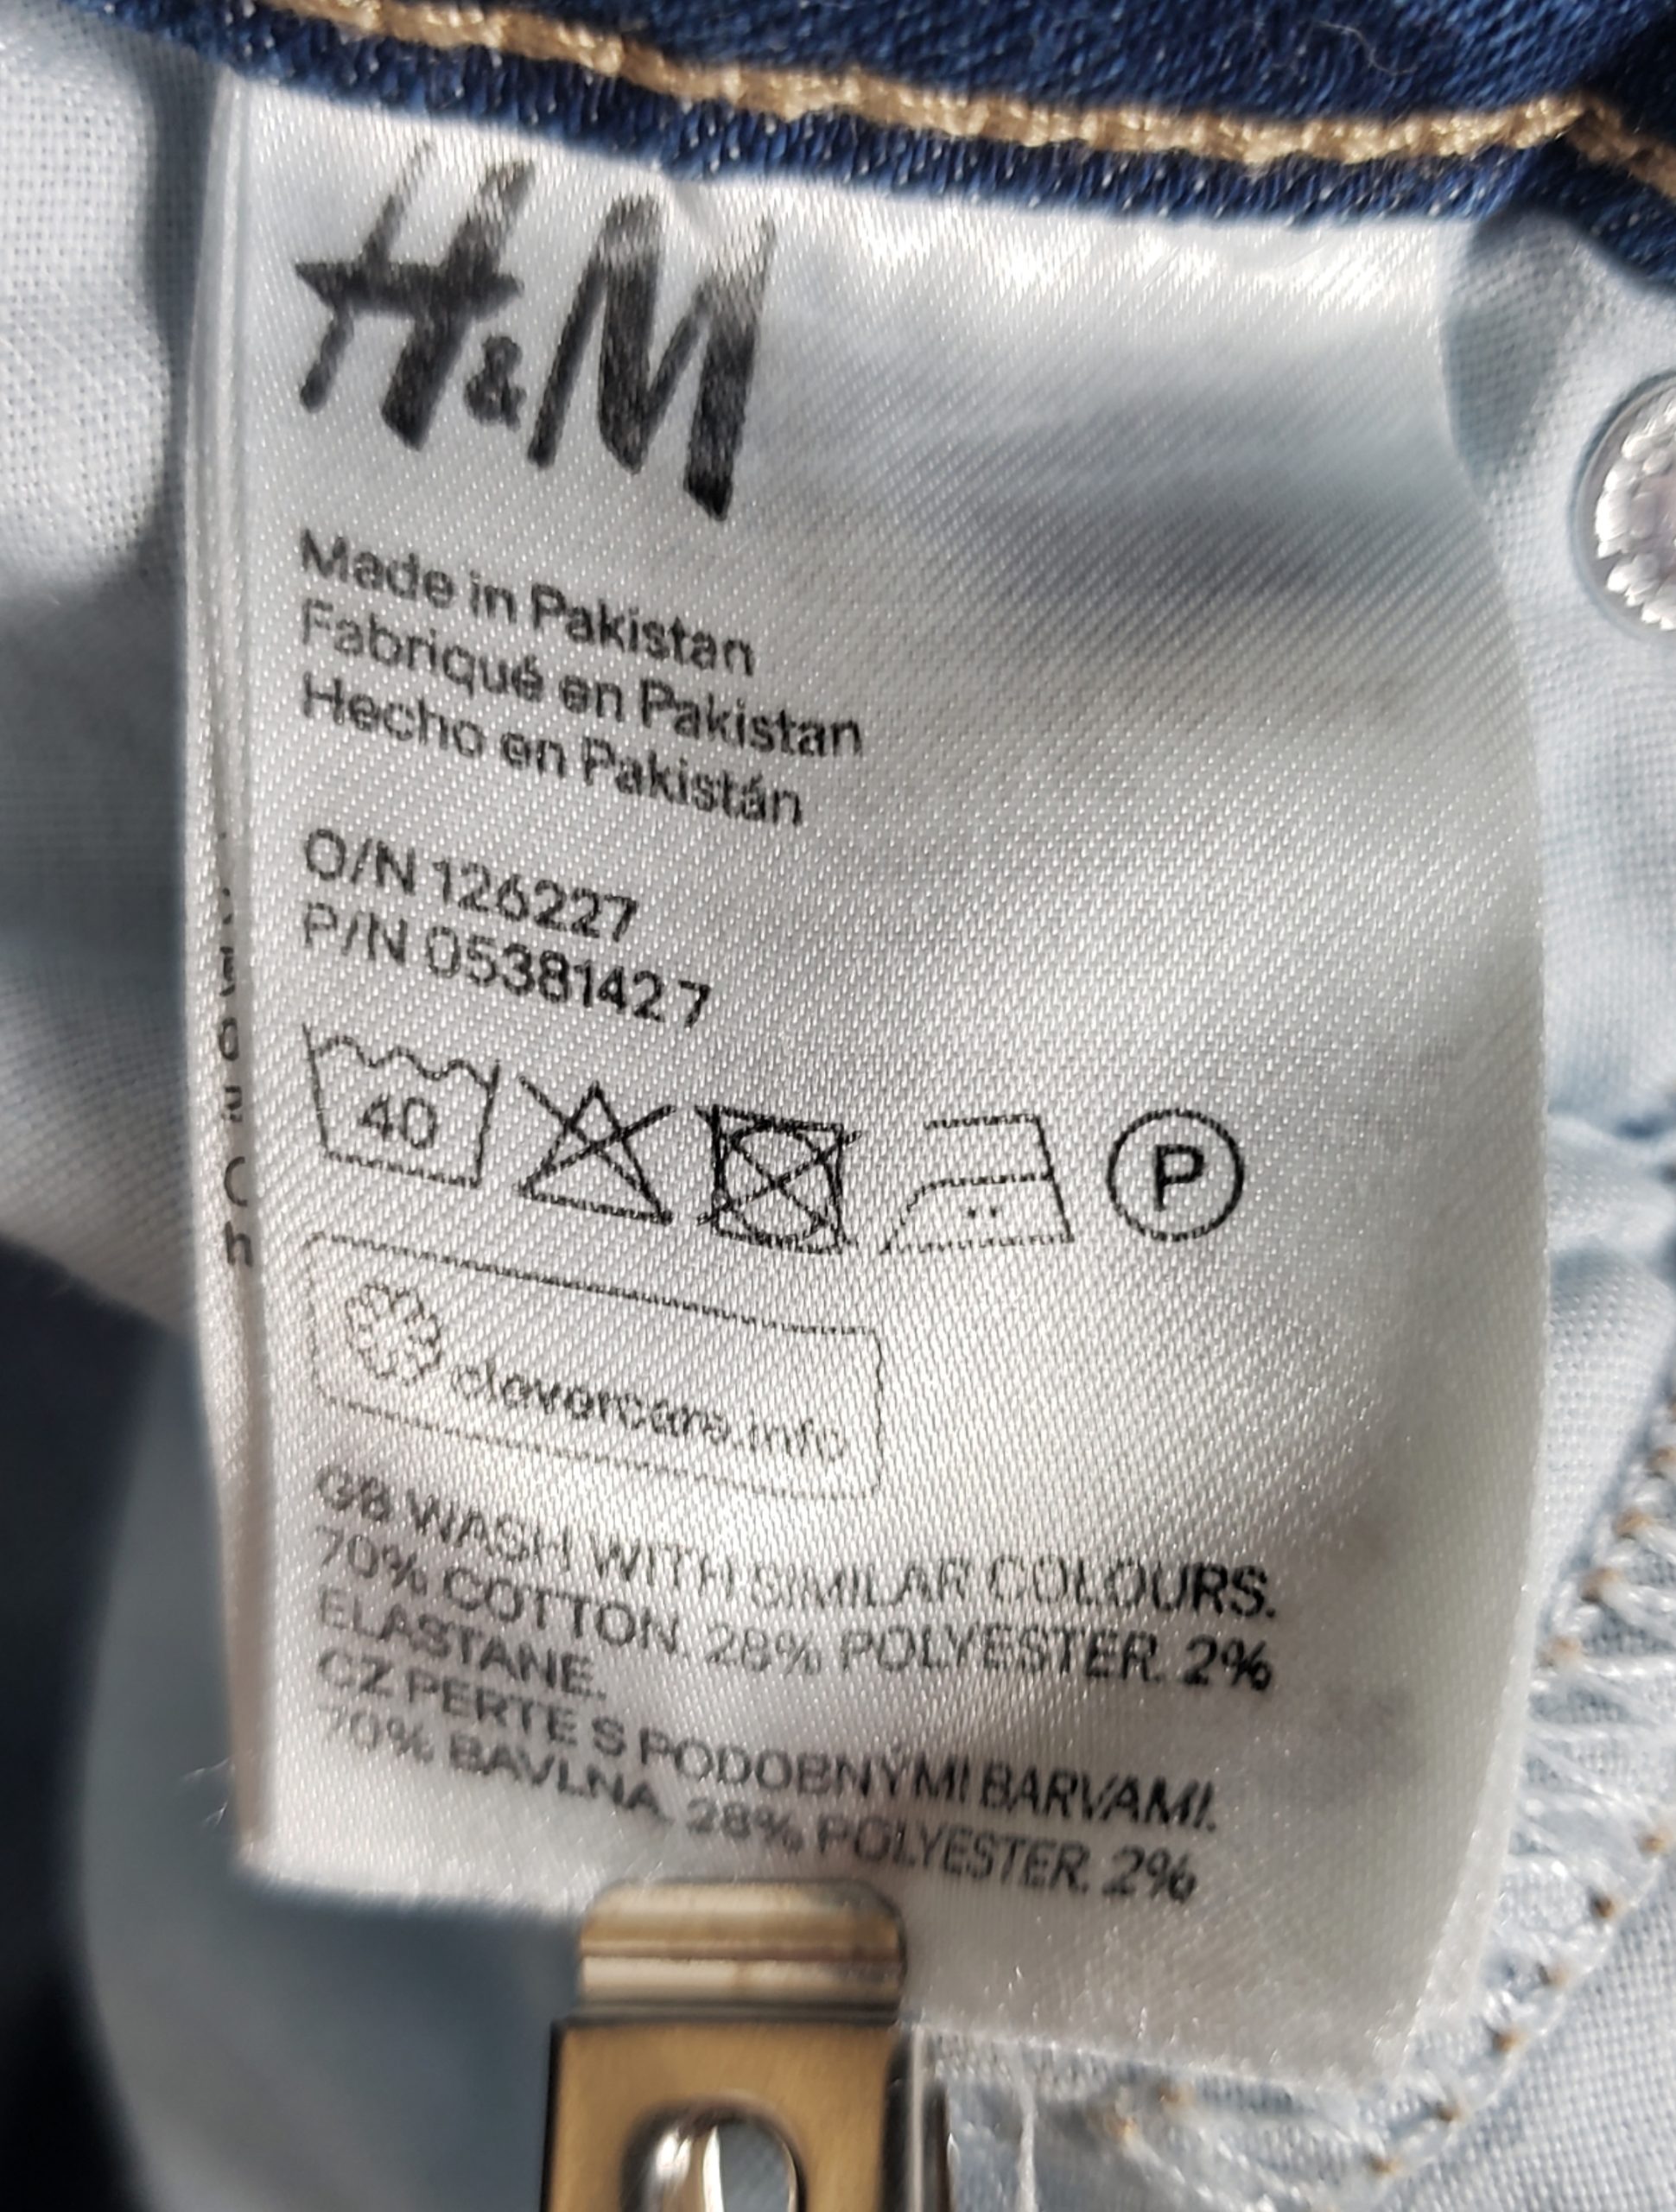 H&M
Made in Pakistan
Fabriqué en Pakistan
Hecho en Pakistán
O/N 126227
P/N 05381427
40
P
clevercare.info
GB WASH WITH SIMILAR COLOURS.
70% COTTON. 28% POLYESTER. 2%
ELASTANE.
CZ PERTE S PODOBNÝMI BARVAMI.
70% BAVLNA. 28% POLYESTER. 2%